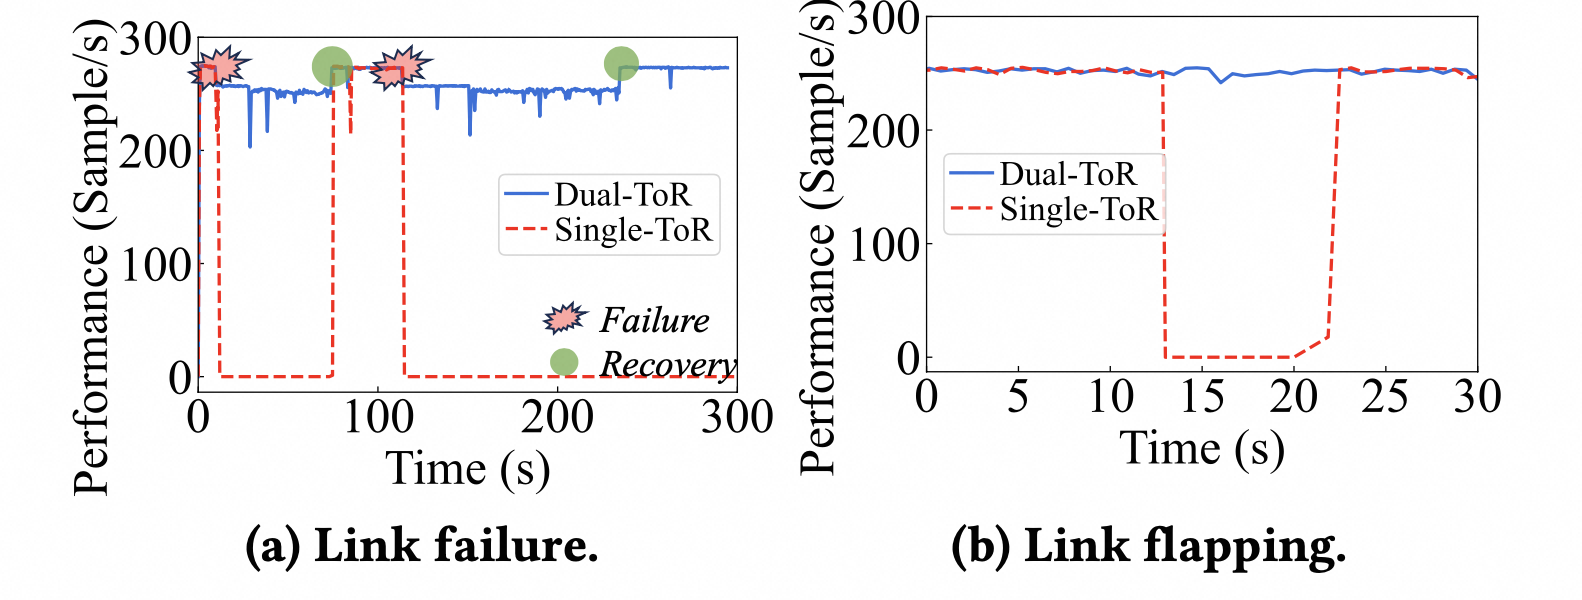 Performance (Sample/s)
300
200
100
0
Dual-ToR
Single-ToR
Failure
Recovery
0 100 200 300
Time (s)
(a) Link failure.
Performance (Sample/s)
300
200
100
0
Dual-ToR
Single-ToR
0 5 10 15 20 25 30
Time (s)
(b) Link flapping.